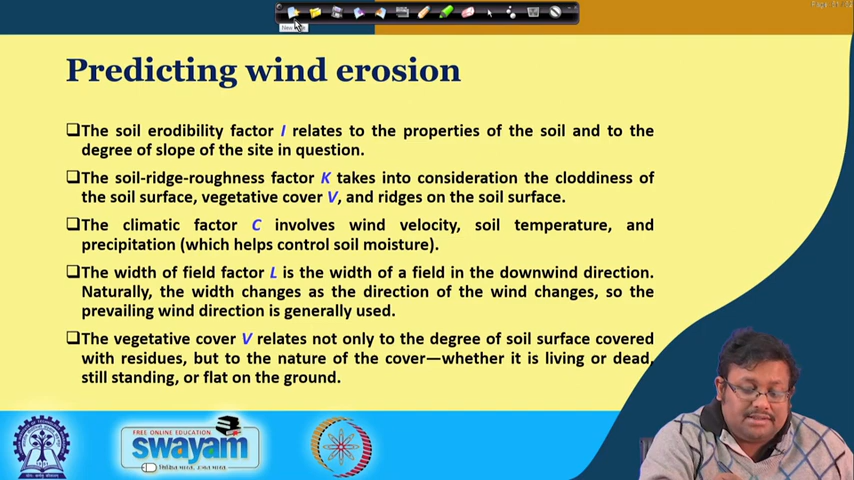 New Page
Predicting wind erosion
❑The soil erodibility factor I relates to the properties of the soil and to the
degree of slope of the site in question.
❑The soil-ridge-roughness factor K takes into consideration the cloddiness of
the soil surface, vegetative cover V, and ridges on the soil surface.
❑The climatic factor C involves wind velocity, soil temperature, and
precipitation (which helps control soil moisture).
❑The width of field factor L is the width of a field in the downwind direction.
Naturally, the width changes as the direction of the wind changes, so the
prevailing wind direction is generally used.
❑The vegetative cover V relates not only to the degree of soil surface covered
with residues, but to the nature of the cover—whether it is living or dead,
still standing, or flat on the ground.
FREE ONLINE EDUCATION
swayam